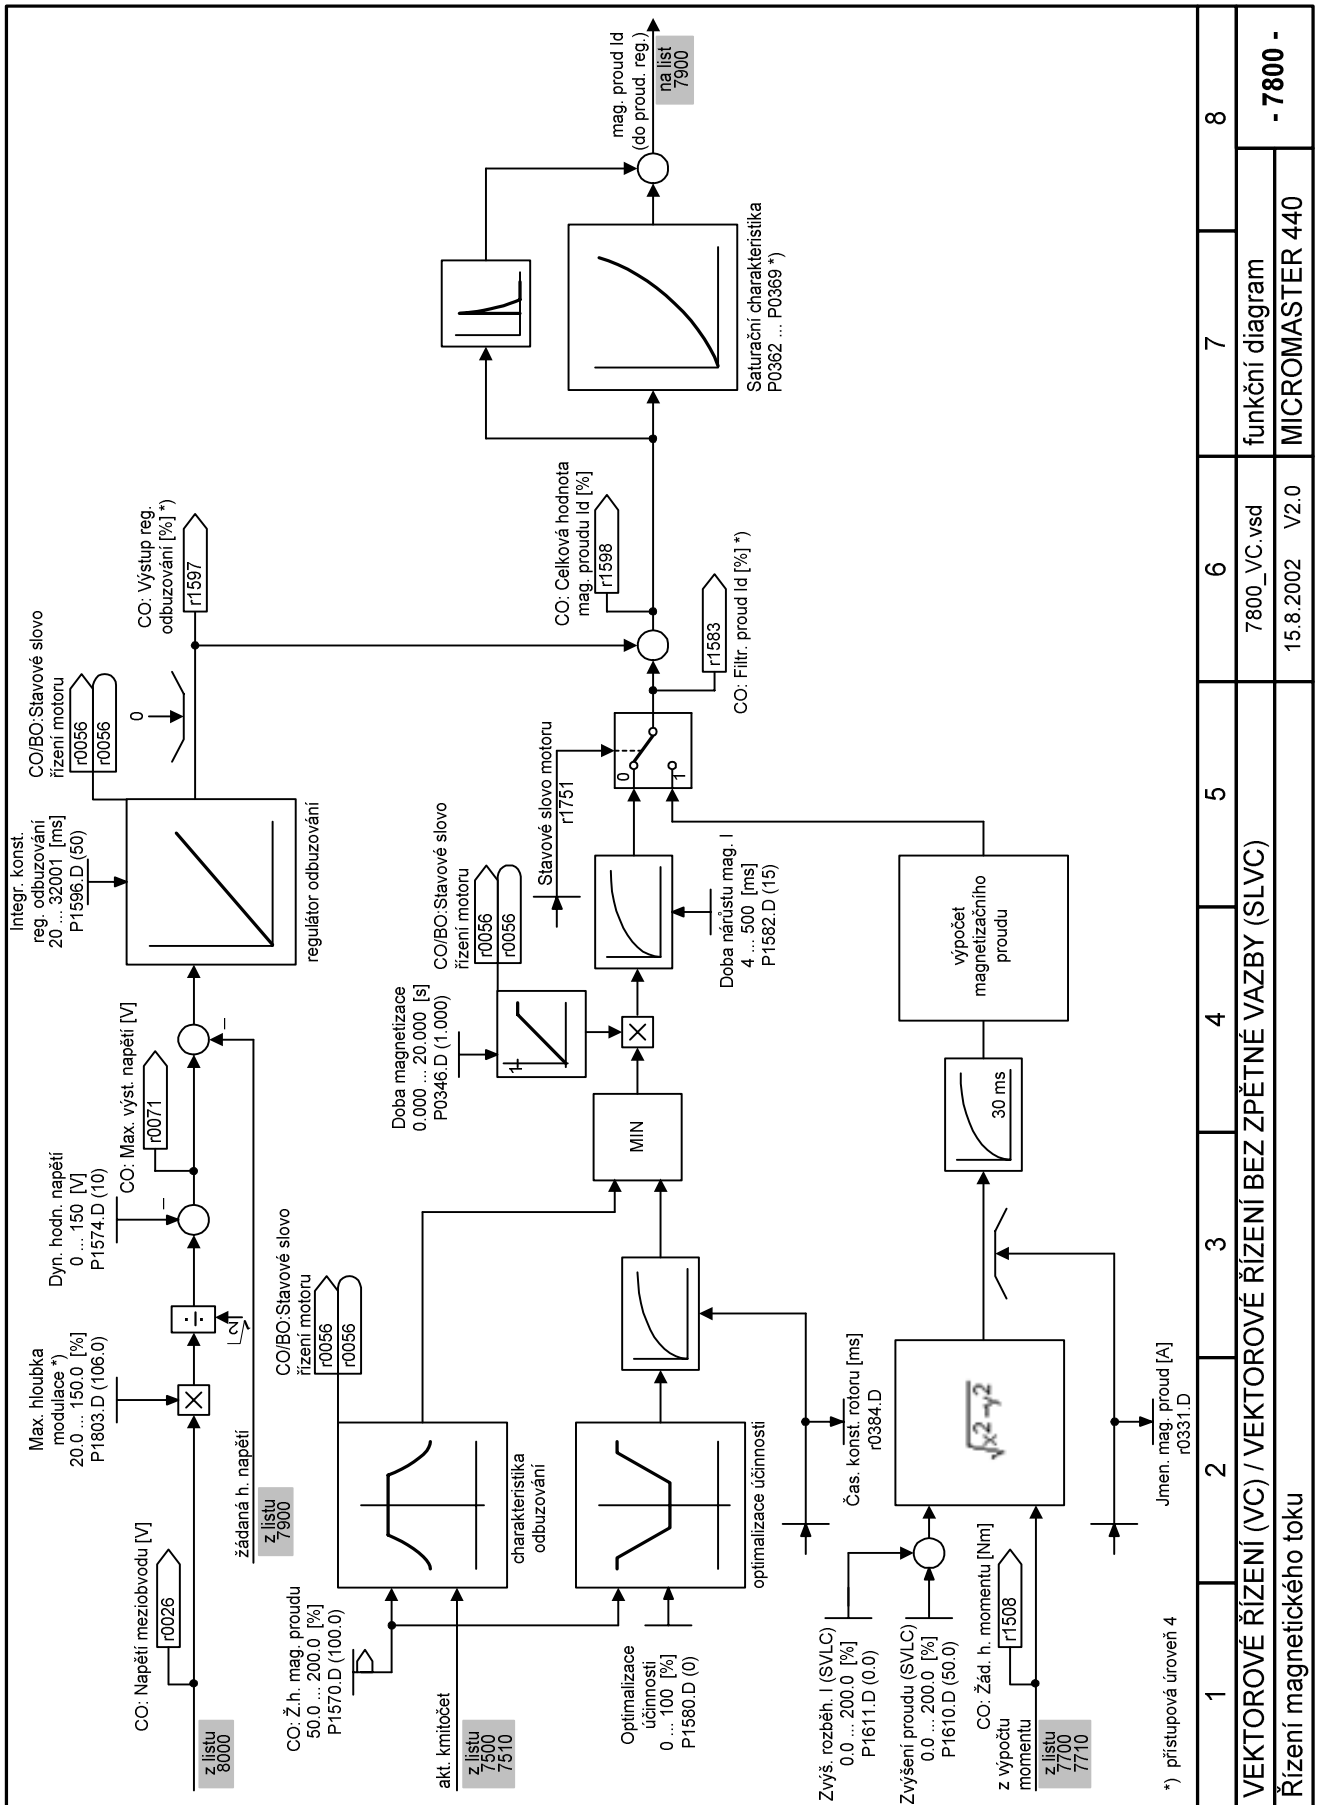 CO: Napětí meziobvodu [V]
r0026
z listu
8000
Max. hloubka
modulace *)
20.0 ... 150.0 [%]
P1803.D (106.0)
√2
Dyn. hodn. napětí
0 ... 150 [V]
P1574.D (10)
CO: Max. výst. napětí [V]
r0071
žádaná h. napětí
z listu
7900
Integr. konst.
reg. odbuzování
20 ... 32001 [ms]
P1596.D (50)
regulátor odbuzování
CO/BO:Stavové slovo
řízení motoru
r0056
r0056
0
CO: Výstup reg.
odbuzování [%] *)
r1597
CO: Ž.h. mag. proudu
50.0 ... 200.0 [%]
P1570.D (100.0)
akt. kmitočet
z listu
7500
7510
CO/BO:Stavové slovo
řízení motoru
r0056
r0056
charakteristika
odbuzování
Optimalizace
účinnosti
0 ... 100 [%]
P1580.D (0)
optimalizace účinnosti
Čas. konst. rotoru [ms]
r0384.D
MIN
Doba magnetizace
0.000 ... 20.000 [s]
P0346.D (1.000)
1
CO/BO:Stavové slovo
řízení motoru
r0056
r0056
Doba nárůstu mag. I
4 ... 500 [ms]
P1582.D (15)
Stavové slovo motoru
r1751
0
1
CO: Filtr. proud Id [%] *)
r1583
CO: Celková hodnota
mag. proudu Id [%]
r1598
Saturační charakteristika
P0362 ... P0369 *)
mag. proud Id
(do proud. reg.)
na list
7900
Zvýš. rozběh. I (SVLC)
0.0 ... 200.0 [%]
P1611.D (0.0)
Zvýšení proudu (SVLC)
0.0 ... 200.0 [%]
P1610.D (50.0)
CO: Žád. h. momentu [Nm]
r1508
z výpočtu
momentu
z listu
7700
7710
√x²-y²
Jmen. mag. proud [A]
r0331.D
30 ms
výpočet
magnetizačního
proudu
*) přístupová úroveň 4
1 2 3 4 5 6 7 8
VEKTOROVÉ ŘÍZENÍ (VC) / VEKTOROVÉ ŘÍZENÍ BEZ ZPĚTNÉ VAZBY (SLVC)
Řízení magnetického toku
7800_VC.vsd
15.8.2002 V2.0
funkční diagram
MICROMASTER 440
- 7800 -